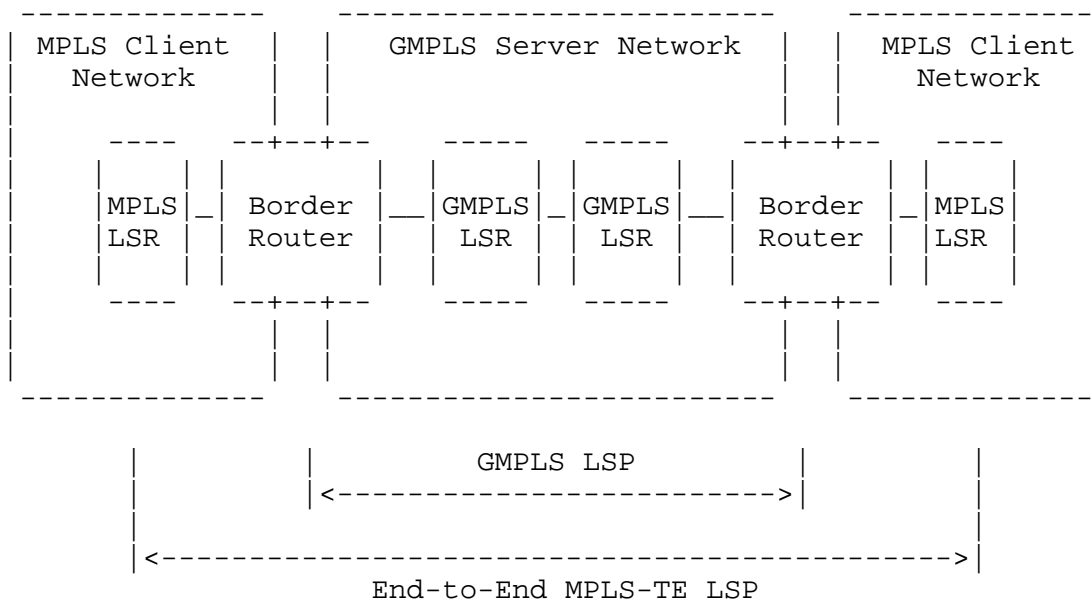 MPLS Client GMPLS Server Network MPLS Client
Network Network
MPLS Border GMPLS GMPLS Border MPLS
LSR Router LSR LSR Router LSR
GMPLS LSP
End-to-End MPLS-TE LSP